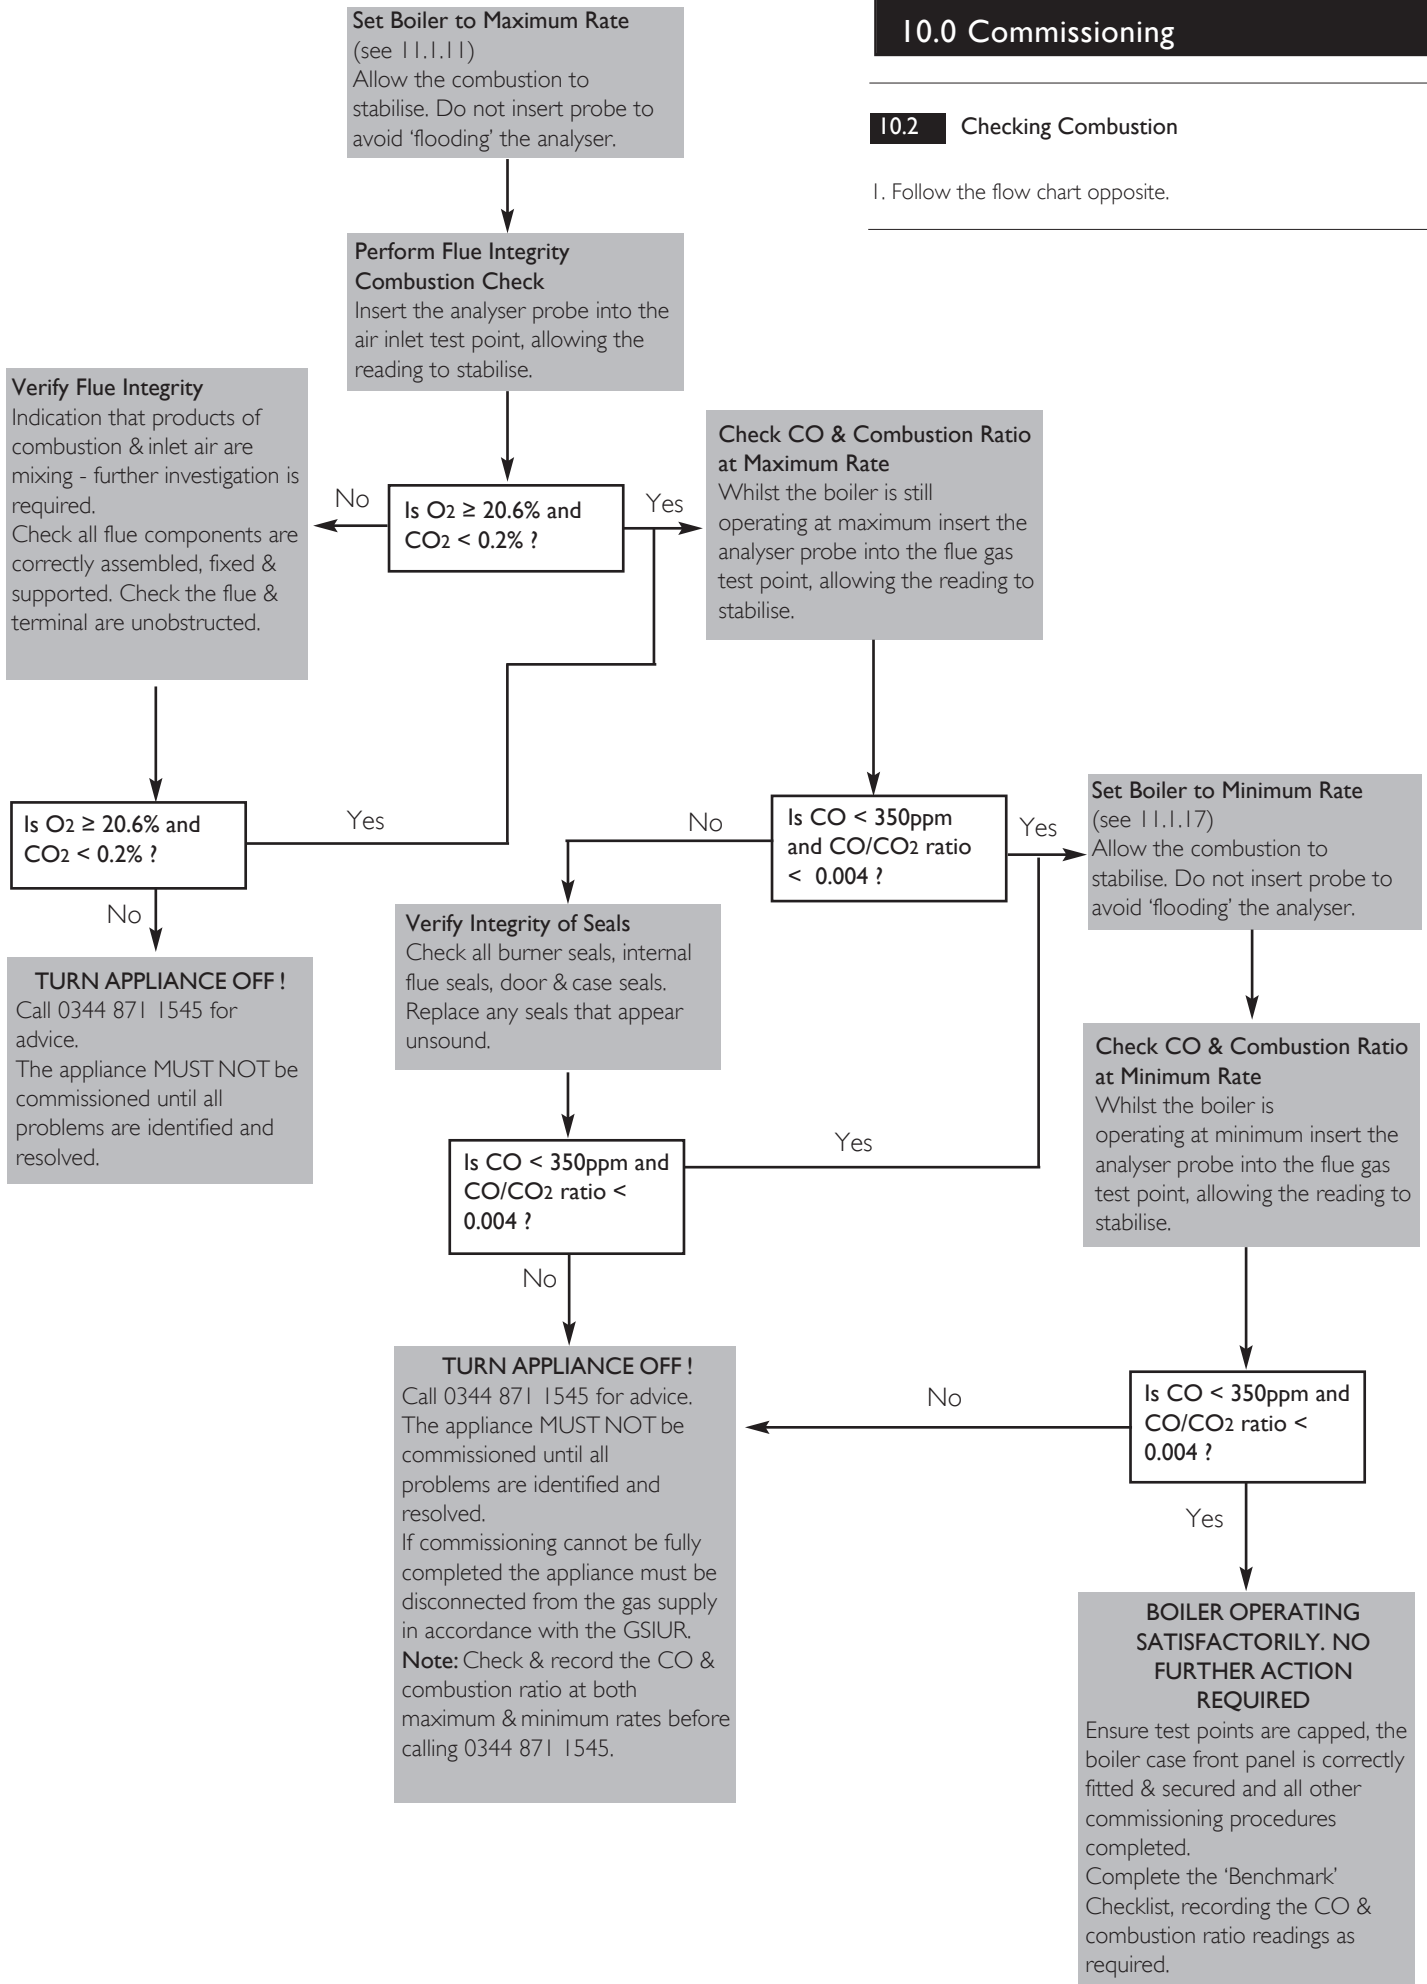 10.0 Commissioning
10.2 Checking Combustion
1. Follow the flow chart opposite.
Set Boiler to Maximum Rate
(see 11.1.11)
Allow the combustion to
stabilise. Do not insert probe to
avoid ‘flooding’ the analyser.
Perform Flue Integrity
Combustion Check
Insert the analyser probe into the
air inlet test point, allowing the
reading to stabilise.
Is O2 ≥ 20.6% and
CO2 < 0.2% ?
No
Yes
Verify Flue Integrity
Indication that products of
combustion & inlet air are
mixing - further investigation is
required.
Check all flue components are
correctly assembled, fixed &
supported. Check the flue &
terminal are unobstructed.
Is O2 ≥ 20.6% and
CO2 < 0.2% ?
Yes
No
TURN APPLIANCE OFF !
Call 0344 871 1545 for
advice.
The appliance MUST NOT be
commissioned until all
problems are identified and
resolved.
Check CO & Combustion Ratio
at Maximum Rate
Whilst the boiler is still
operating at maximum insert the
analyser probe into the flue gas
test point, allowing the reading to
stabilise.
Is CO < 350ppm
and CO/CO2 ratio
< 0.004 ?
No
Yes
Verify Integrity of Seals
Check all burner seals, internal
flue seals, door & case seals.
Replace any seals that appear
unsound.
Is CO < 350ppm and
CO/CO2 ratio <
0.004 ?
Yes
No
TURN APPLIANCE OFF !
Call 0344 871 1545 for advice.
The appliance MUST NOT be
commissioned until all
problems are identified and
resolved.
If commissioning cannot be fully
completed the appliance must be
disconnected from the gas supply
in accordance with the GSIUR.
Note: Check & record the CO &
combustion ratio at both
maximum & minimum rates before
calling 0344 871 1545.
Set Boiler to Minimum Rate
(see 11.1.17)
Allow the combustion to
stabilise. Do not insert probe to
avoid ‘flooding’ the analyser.
Check CO & Combustion Ratio
at Minimum Rate
Whilst the boiler is
operating at minimum insert the
analyser probe into the flue gas
test point, allowing the reading to
stabilise.
Is CO < 350ppm and
CO/CO2 ratio <
0.004 ?
No
Yes
BOILER OPERATING
SATISFACTORILY. NO
FURTHER ACTION
REQUIRED
Ensure test points are capped, the
boiler case front panel is correctly
fitted & secured and all other
commissioning procedures
completed.
Complete the ‘Benchmark’
Checklist, recording the CO &
combustion ratio readings as
required.